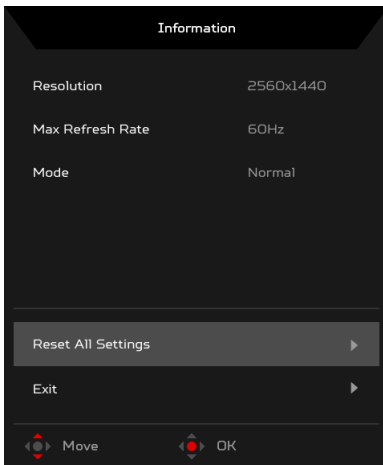 Information
Resolution 2560x1440
Max Refresh Rate 60Hz
Mode Normal
Reset All Settings
Exit
Move OK